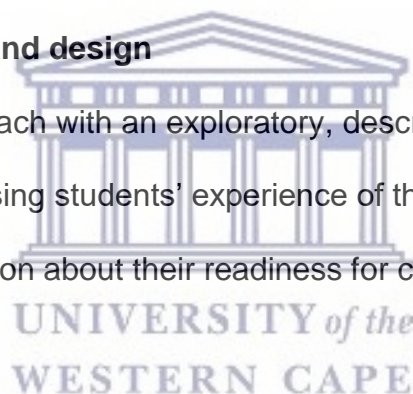 nd design
ach with an exploratory, descr
sing students’ experience of th
on about their readiness for c
UNIVERSITY of the
WESTERN CAPE